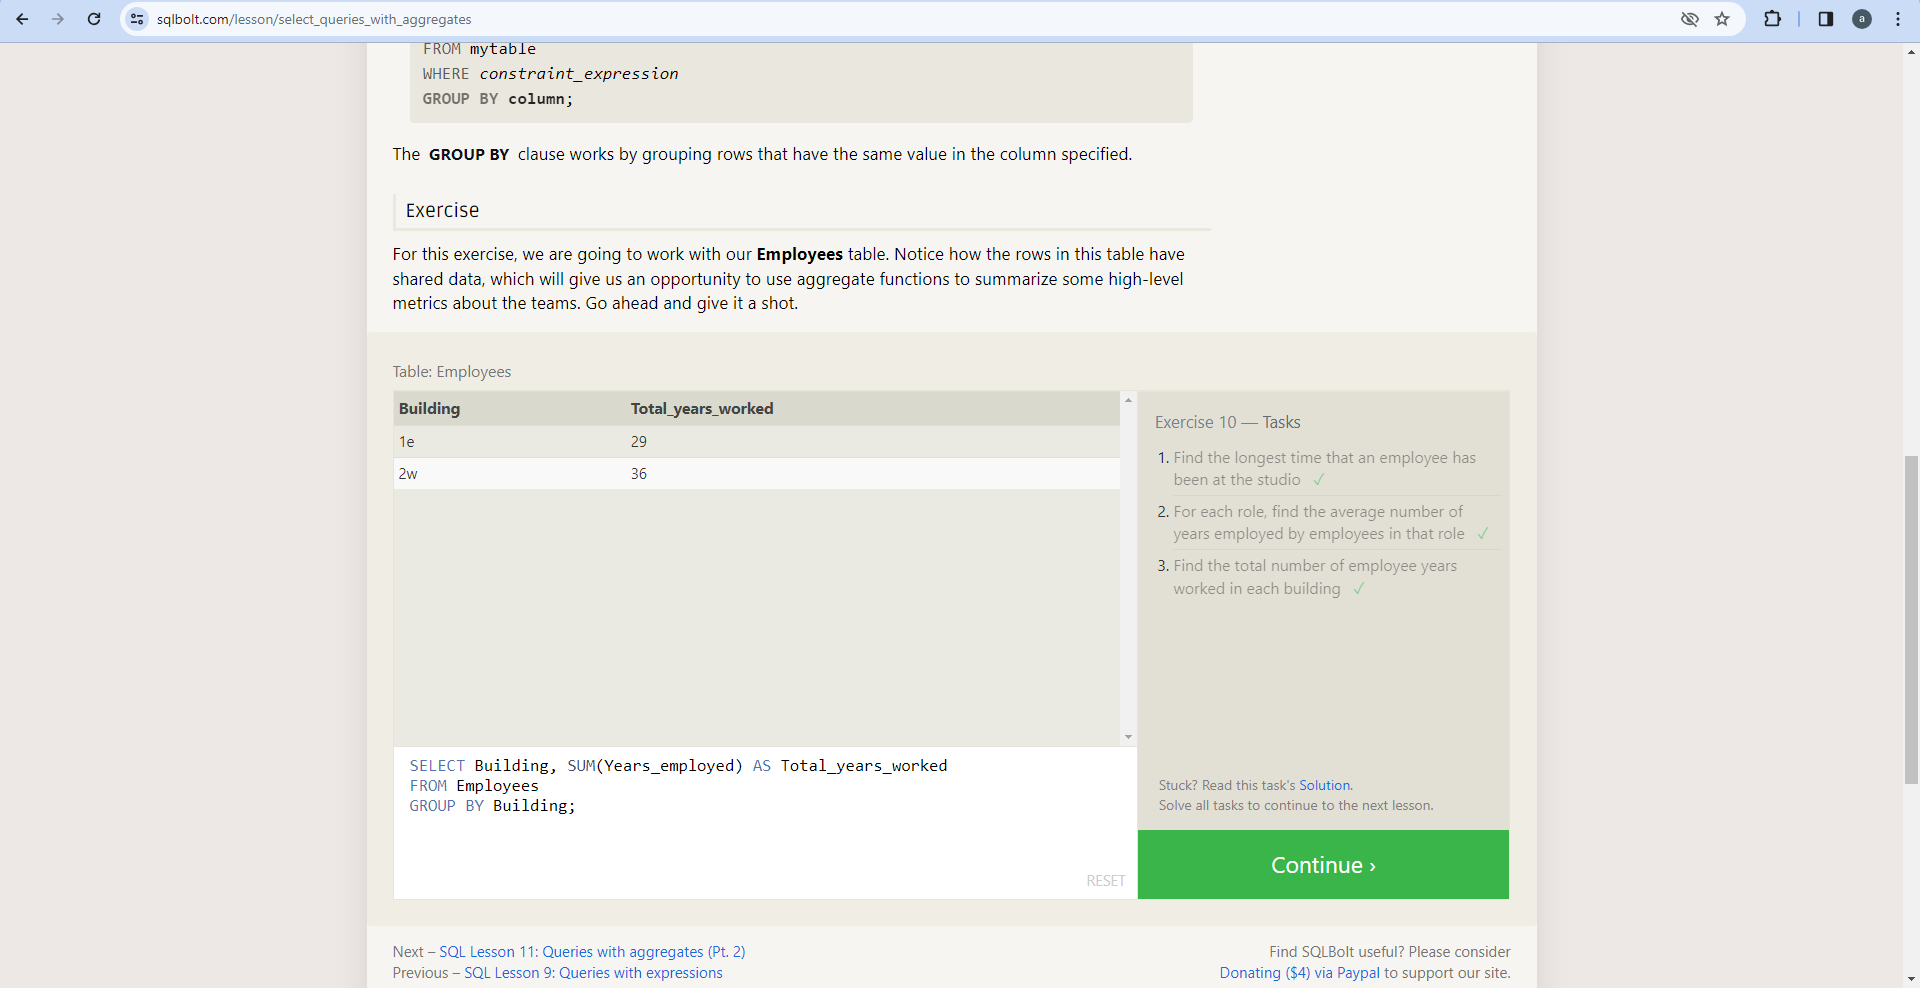 sqlbolt.com/lesson/select_queries_with_aggregates
a
FROM mytable
WHERE constraint_expression
GROUP BY column;
The GROUP BY clause works by grouping rows that have the same value in the column specified.
Exercise
For this exercise, we are going to work with our Employees table. Notice how the rows in this table have
shared data, which will give us an opportunity to use aggregate functions to summarize some high-level
metrics about the teams. Go ahead and give it a shot.
Table: Employees
Building Total_years_worked
1e 29
2w 36
Exercise 10 — Tasks
1. Find the longest time that an employee has
been at the studio ✓
2. For each role, find the average number of
years employed by employees in that role ✓
3. Find the total number of employee years
worked in each building ✓
SELECT Building, SUM(Years_employed) AS Total_years_worked
FROM Employees
GROUP BY Building;
RESET
Stuck? Read this task's Solution.
Solve all tasks to continue to the next lesson.
Continue ›
Next – SQL Lesson 11: Queries with aggregates (Pt. 2)
Previous – SQL Lesson 9: Queries with expressions
Find SQLBolt useful? Please consider
Donating ($4) via Paypal to support our site.